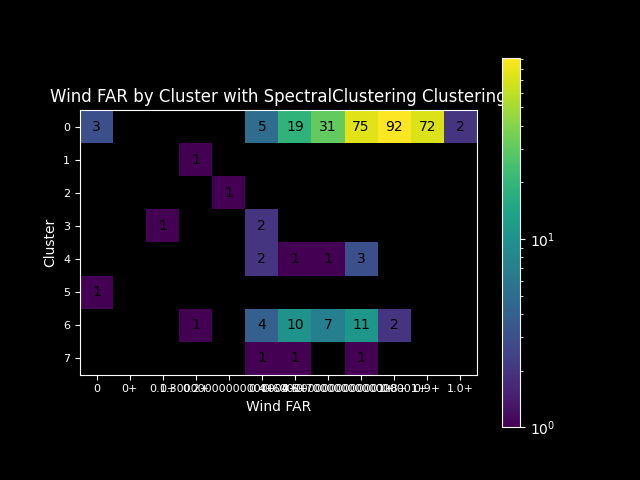 Wind FAR by Cluster with SpectralClustering Clustering
0 3 5 19 31 75 92 72 2
1 1
2 1
3 1 2
4 2 1 1 3
5 1
6 1 4 10 7 11 2
7 1 1 1
0 0+ 0.9+ 1.0+
Wind FAR
Cluster
10^1
10^0